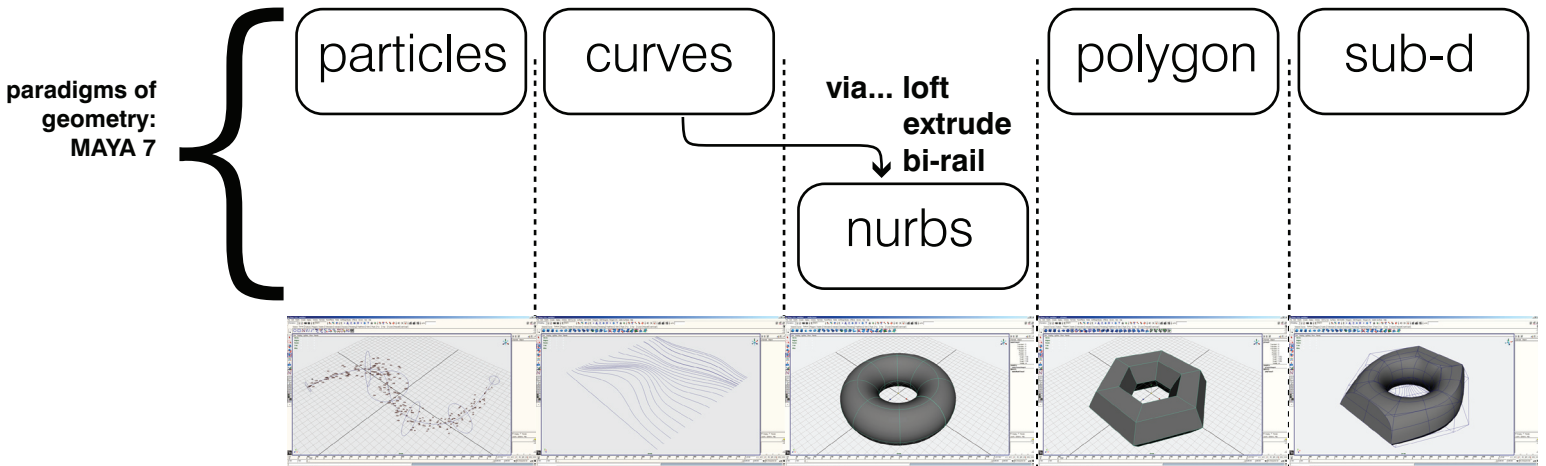 paradigms of
geometry:
MAYA 7
particles
curves
via... loft
extrude
bi-rail
nurbs
polygon
sub-d